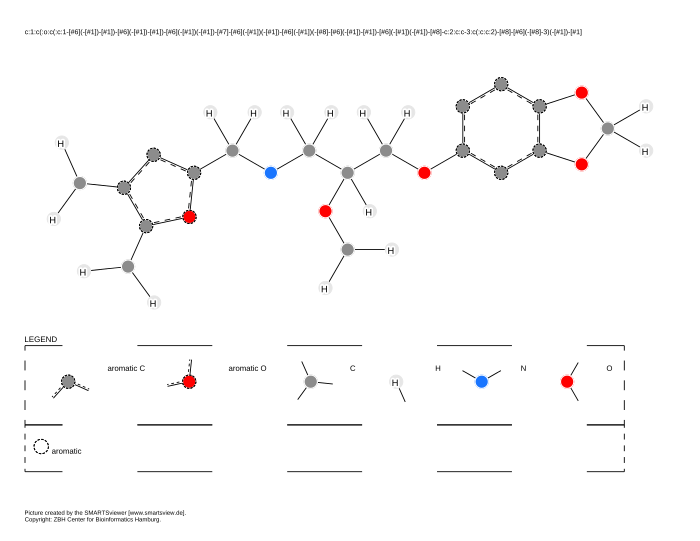 c:1:c(:o:c(:c:1-[#6](-[#1])-[#1])-[#6](-[#1])-[#1])-[#6](-[#1])(-[#1])-[#7]-[#6](-[#1])(-[#1])-[#6](-[#1])(-[#8]-[#6](-[#1])-[#1])-[#6](-[#1])(-[#1])-[#8]-c:2:c:c-3:c(:c:c:2)-[#8]-[#6](-[#8]-3)(-[#1])-[#1]
H H H H H H
H H
H
H H
H
H
H H
H
LEGEND
aromatic C aromatic O C H N O
H
aromatic
Picture created by the SMARTSviewer [www.smartsview.de].
Copyright: ZBH Center for Bioinformatics Hamburg.